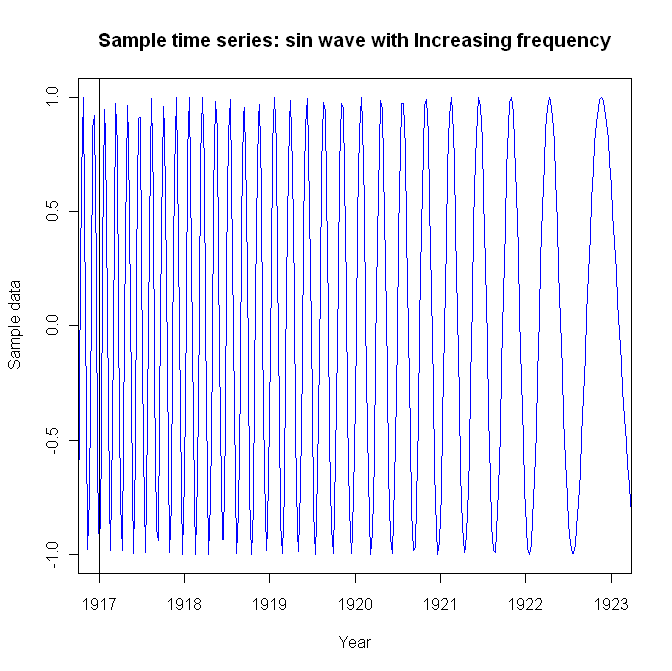 Sample time series: sin wave with Increasing frequency
1.0
0.5
0.0
-0.5
-1.0
Sample data
1917 1918 1919 1920 1921 1922 1923
Year